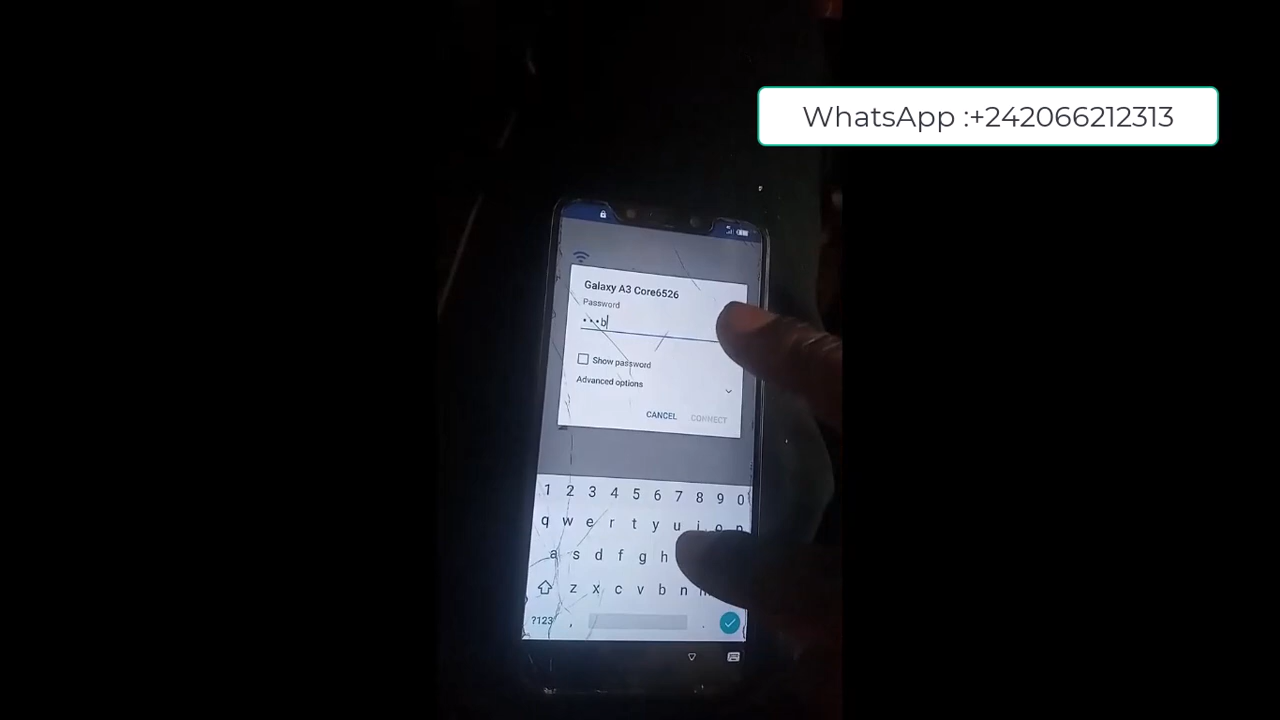 WhatsApp :+242066212313
Galaxy A3 Core6526
Password
•••b
Show password
Advanced options
CANCEL CONNECT
1 2 3 4 5 6 7 8 9 0
q w e r t y u i o p
a s d f g h
z x c v b n m
?123 , .